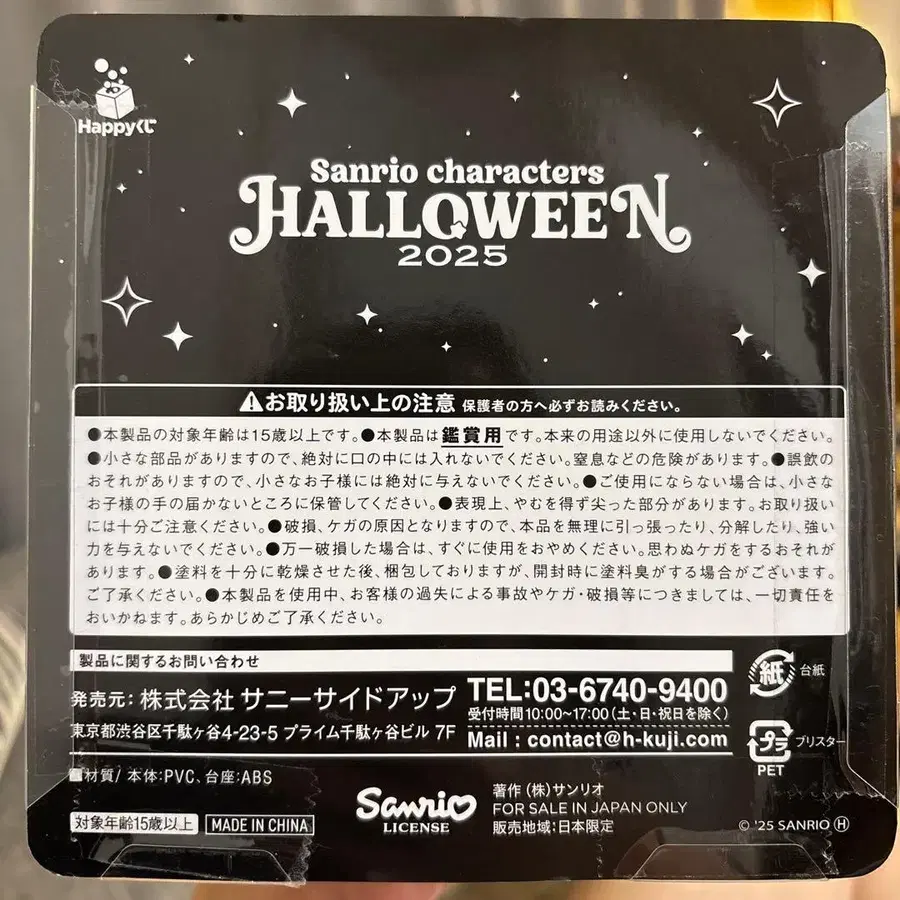 Happyくじ
Sanrio characters
HALLOWEEN
2025
⚠お取り扱い上の注意 保護者の方へ必ずお読みください。
●本製品の対象年齢は15歳以上です。●本製品は鑑賞用です。本来の用途以外に使用しないでください。
●小さな部品がありますので、絶対に口の中には入れないでください。窒息などの危険があります。●誤飲の
おそれがありますので、小さなお子様には絶対に与えないでください。●ご使用にならない場合は、小さな
お子様の手の届かないところに保管してください。●表現上、やむを得ず尖った部分があります。お取り扱い
には十分ご注意ください。●破損、ケガの原因となりますので、本品を無理に引っ張ったり、分解したり、強い
力を与えないでください。●万一破損した場合は、すぐに使用をおやめください。思わぬケガをするおそれが
あります。●塗料を十分に乾燥させた後、梱包しておりますが、開封時に塗料臭がする場合がございます。
ご了承ください。●本製品を使用中、お客様の過失による事故やケガ・破損等につきましては、一切責任を
おいかねます。あらかじめご了承ください。
製品に関するお問い合わせ
発売元: 株式会社 サニーサイドアップ
東京都渋谷区千駄ヶ谷4-23-5 プライム千駄ヶ谷ビル 7F
TEL:03-6740-9400
受付時間10:00~17:00(土・日・祝日を除く)
Mail : contact@h-kuji.com
紙 台紙
プラ ブリスター
PET
■材質/ 本体:PVC、台座:ABS
対象年齢15歳以上 MADE IN CHINA
Sanrio
LICENSE
著作 (株)サンリオ
FOR SALE IN JAPAN ONLY
販売地域:日本限定
© '25 SANRIO Ⓗ